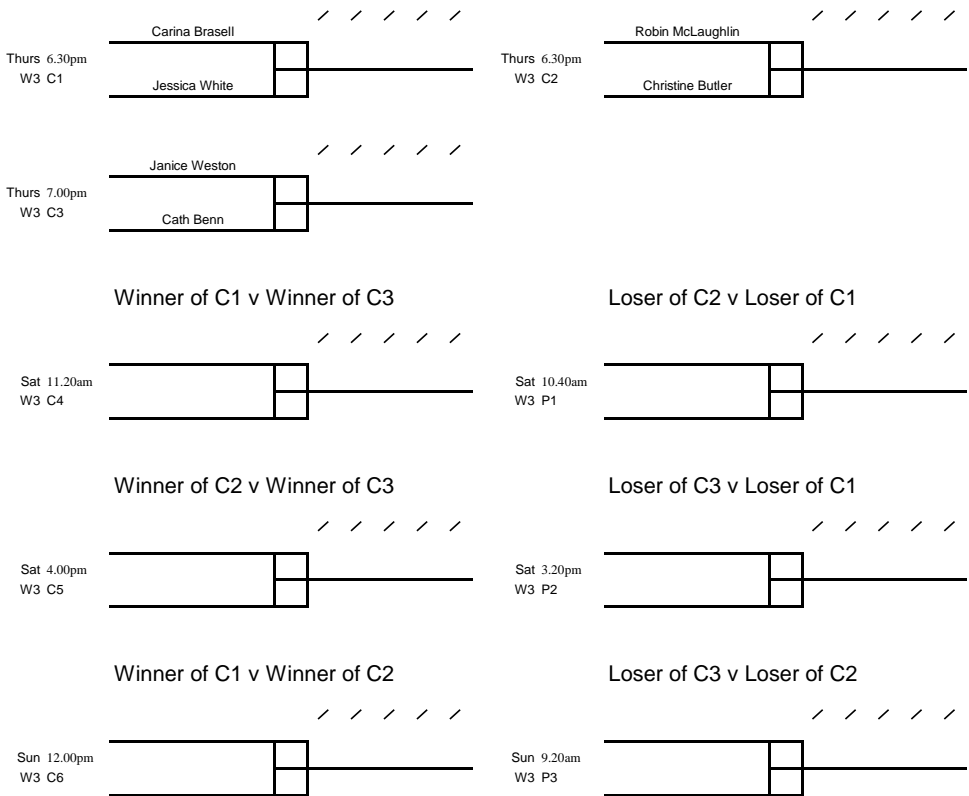 Carina Brasell
Thurs 6.30pm
W3 C1
Jessica White
Robin McLaughlin
Thurs 6.30pm
W3 C2
Christine Butler
Janice Weston
Thurs 7.00pm
W3 C3
Cath Benn
Winner of C1 v Winner of C3
Sat 11.20am
W3 C4
Loser of C2 v Loser of C1
Sat 10.40am
W3 P1
Winner of C2 v Winner of C3
Sat 4.00pm
W3 C5
Loser of C3 v Loser of C1
Sat 3.20pm
W3 P2
Winner of C1 v Winner of C2
Sun 12.00pm
W3 C6
Loser of C3 v Loser of C2
Sun 9.20am
W3 P3